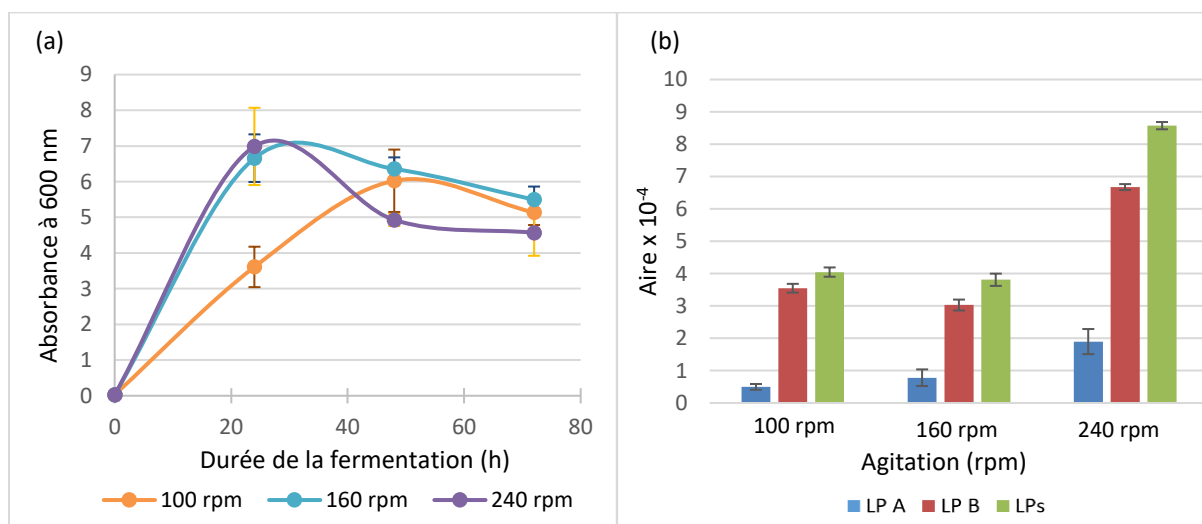 (a)
9
8
7
6
5
4
3
2
1
0
Absorbance à 600 nm
0 20 40 60 80
Durée de la fermentation (h)
100 rpm 160 rpm 240 rpm
(b)
10
9
8
7
6
5
4
3
2
1
0
Aire x 10-4
100 rpm 160 rpm 240 rpm
Agitation (rpm)
LP A LP B LPs